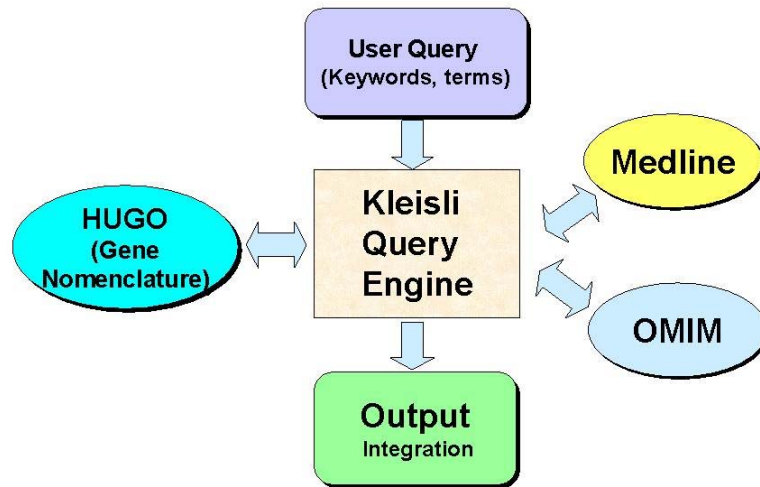 User Query
(Keywords, terms)
Medline
HUGO
(Gene
Nomenclature)
Kleisli
Query
Engine
OMIM
Output
Integration